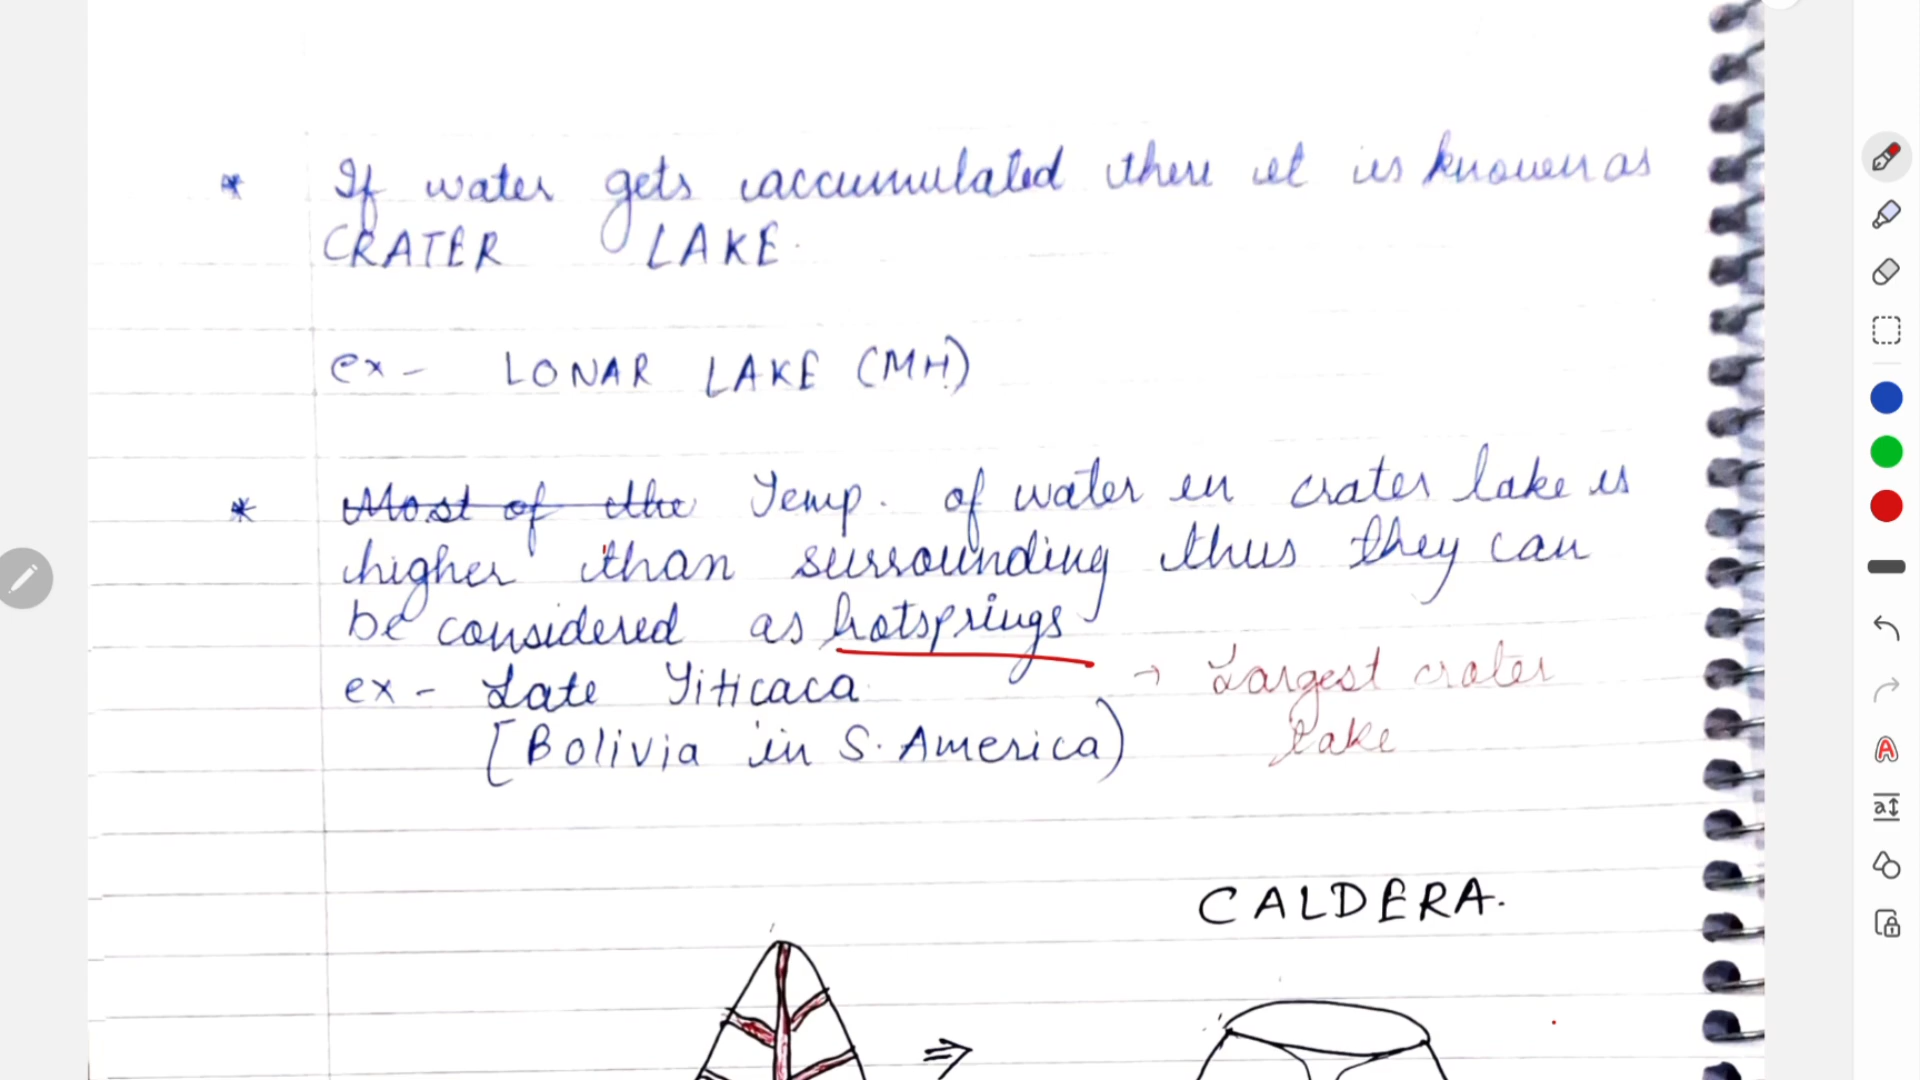 * If water gets accumulated there it is known as
CRATER LAKE.
ex - LONAR LAKE (MH)
* Most of the Temp. of water in crater lake is
higher than surrounding thus they can
be considered as hotsprings
ex - Late Titicaca → Largest crater
[Bolivia in S. America) lake
CALDERA.
⇒